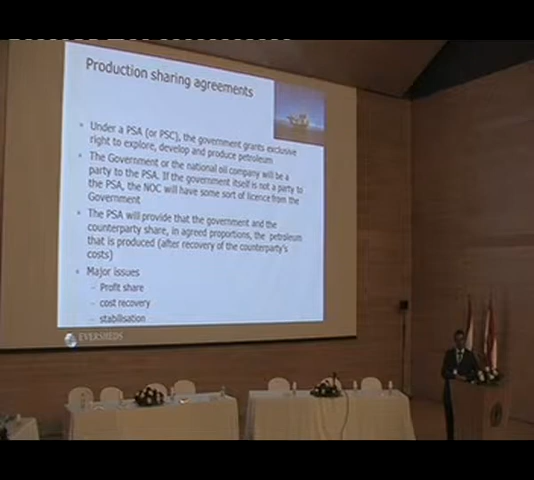 Production sharing agreements
Under a PSA (or PSC), the government grants exclusive
right to explore, develop and produce petroleum
The Government or the national oil company will be a
party to the PSA. If the government itself is not a party to
the PSA, the NOC will have some sort of licence from the
Government
The PSA will provide that the government and the
counterparty share, in agreed proportions, the petroleum
that is produced (after recovery of the counterparty's
costs)
Major issues
– Profit share
– cost recovery
– stabilisation
EVERSHEDS